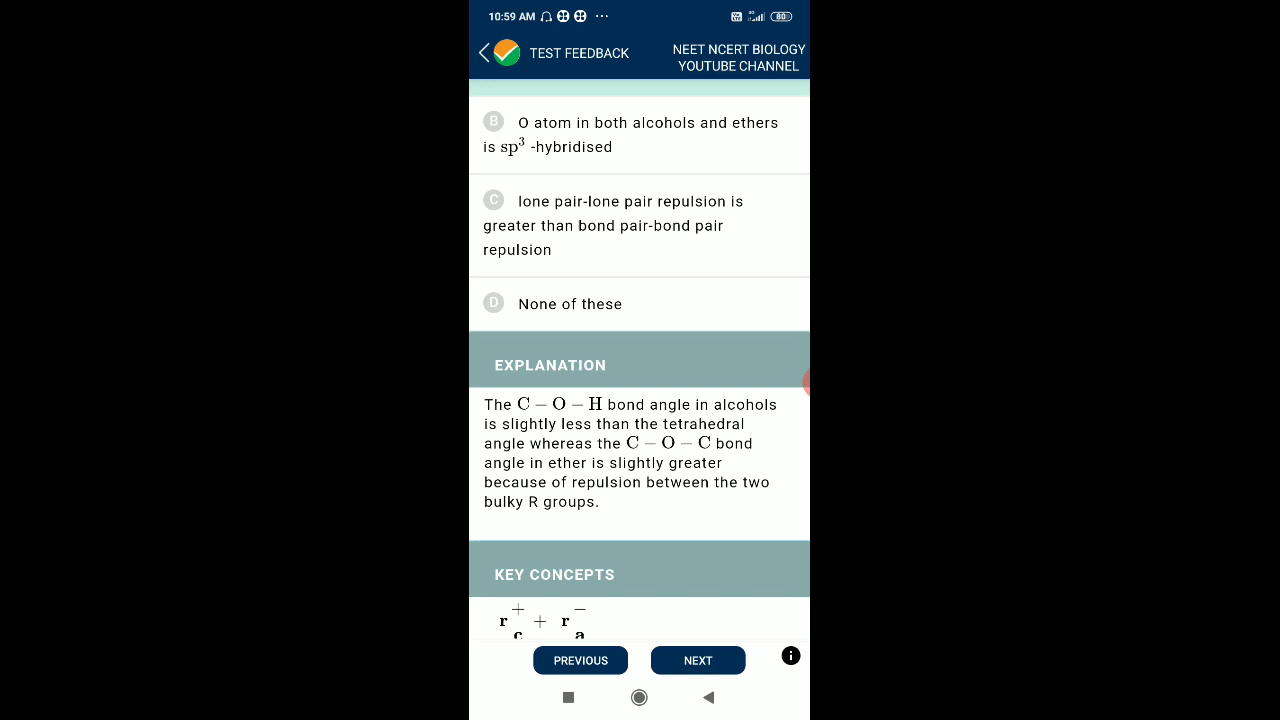 10:59 AM
80
TEST FEEDBACK
NEET NCERT BIOLOGY
YOUTUBE CHANNEL
B O atom in both alcohols and ethers
is sp³ -hybridised
C lone pair-lone pair repulsion is
greater than bond pair-bond pair
repulsion
D None of these
EXPLANATION
The C – O – H bond angle in alcohols
is slightly less than the tetrahedral
angle whereas the C – O – C bond
angle in ether is slightly greater
because of repulsion between the two
bulky R groups.
KEY CONCEPTS
r c + + r a −
PREVIOUS
NEXT